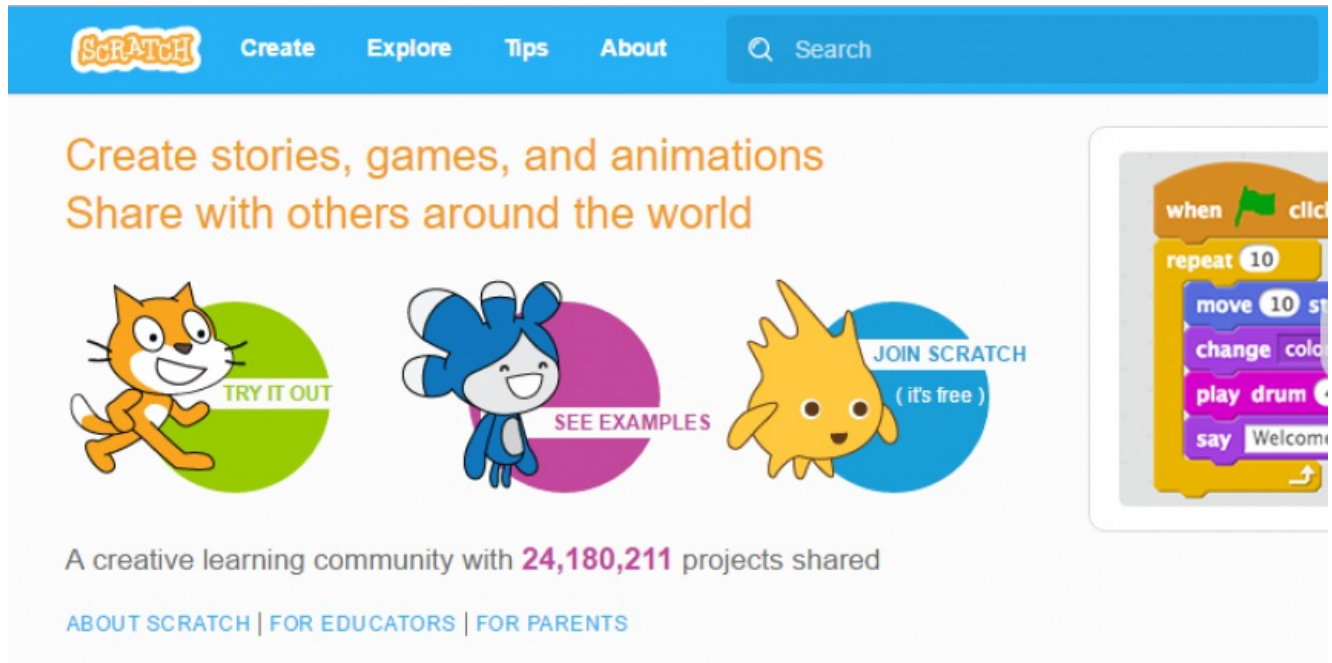 SCRATCH Create Explore Tips About Search
Create stories, games, and animations
Share with others around the world
TRY IT OUT
SEE EXAMPLES
JOIN SCRATCH
( it's free )
when
repeat 10
move 10
change
play drum
say Welcome
A creative learning community with 24,180,211 projects shared
ABOUT SCRATCH | FOR EDUCATORS | FOR PARENTS